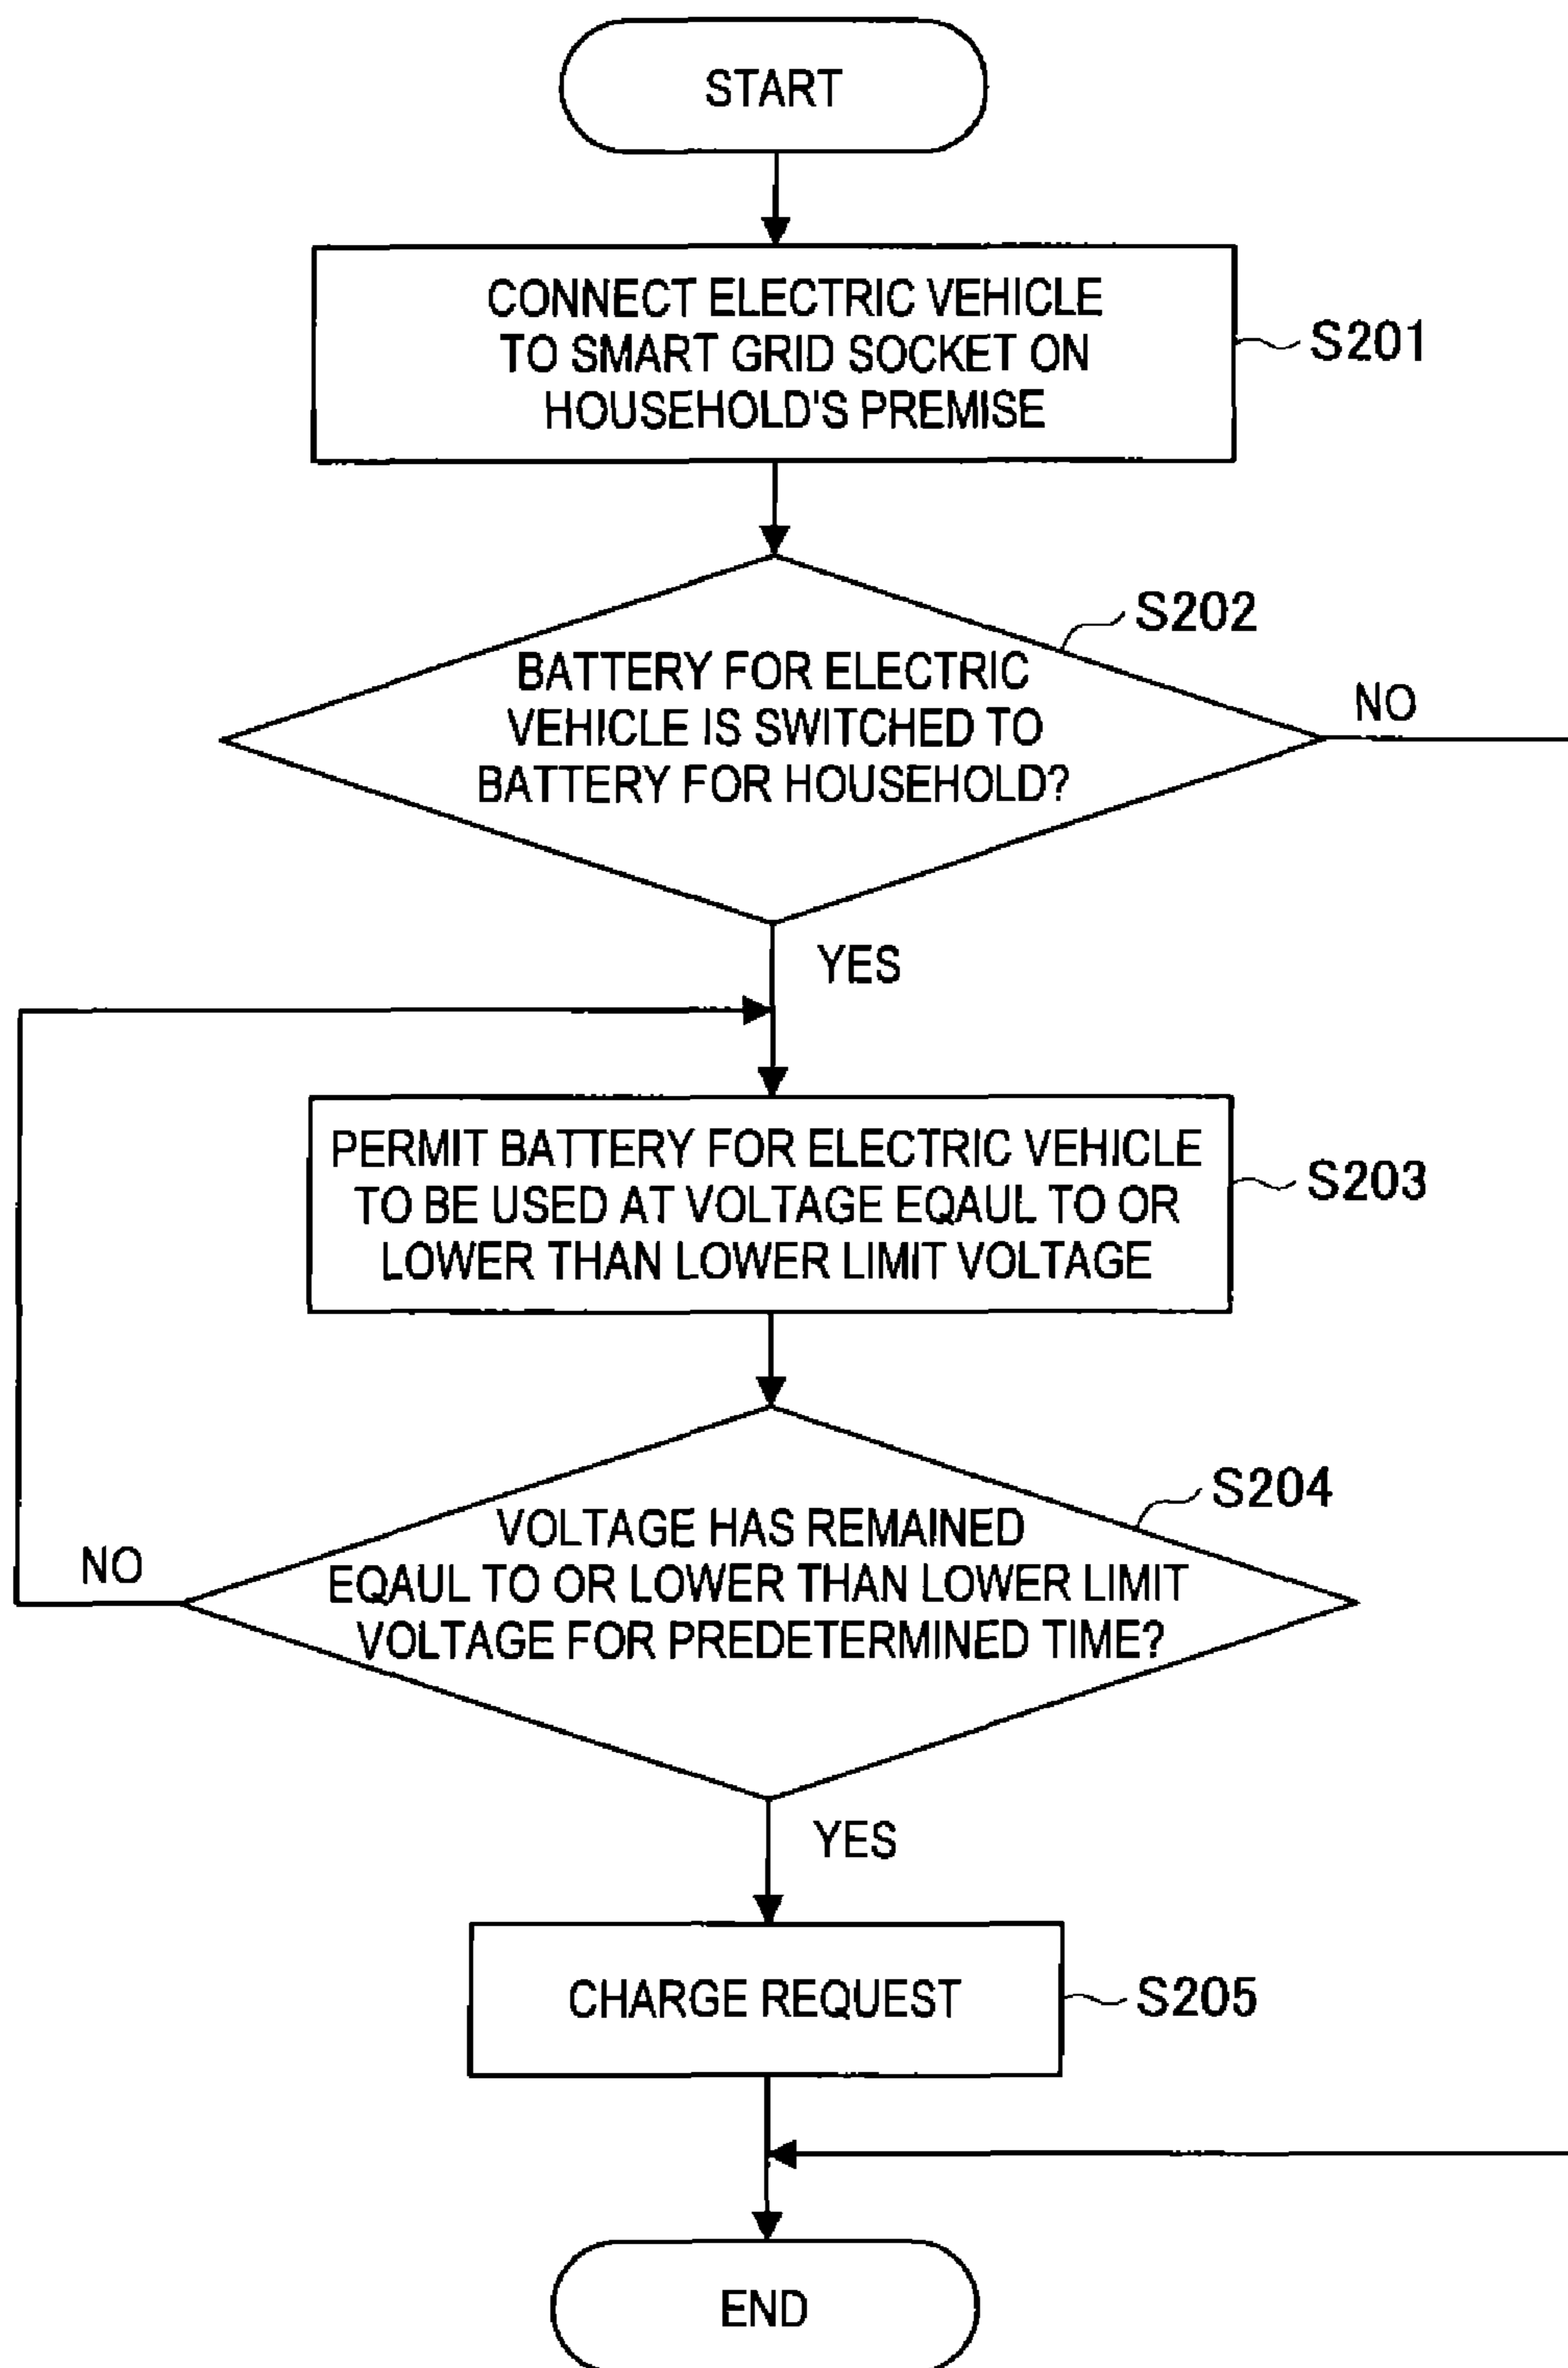 START
CONNECT ELECTRIC VEHICLE
TO SMART GRID SOCKET ON
HOUSEHOLD'S PREMISE
S201
S202
BATTERY FOR ELECTRIC
VEHICLE IS SWITCHED TO
BATTERY FOR HOUSEHOLD?
NO
YES
PERMIT BATTERY FOR ELECTRIC VEHICLE
TO BE USED AT VOLTAGE EQAUL TO OR
LOWER THAN LOWER LIMIT VOLTAGE
S203
S204
VOLTAGE HAS REMAINED
EQAUL TO OR LOWER THAN LOWER LIMIT
VOLTAGE FOR PREDETERMINED TIME?
NO
YES
CHARGE REQUEST
S205
END